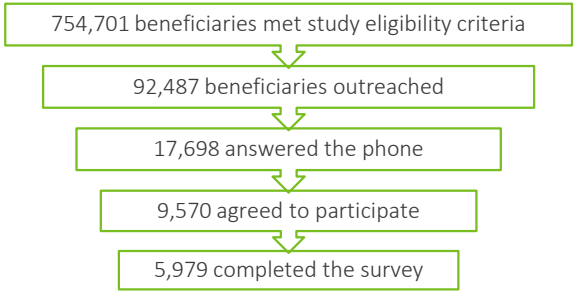 754,701 beneficiaries met study eligibility criteria
92,487 beneficiaries outreached
17,698 answered the phone
9,570 agreed to participate
5,979 completed the survey